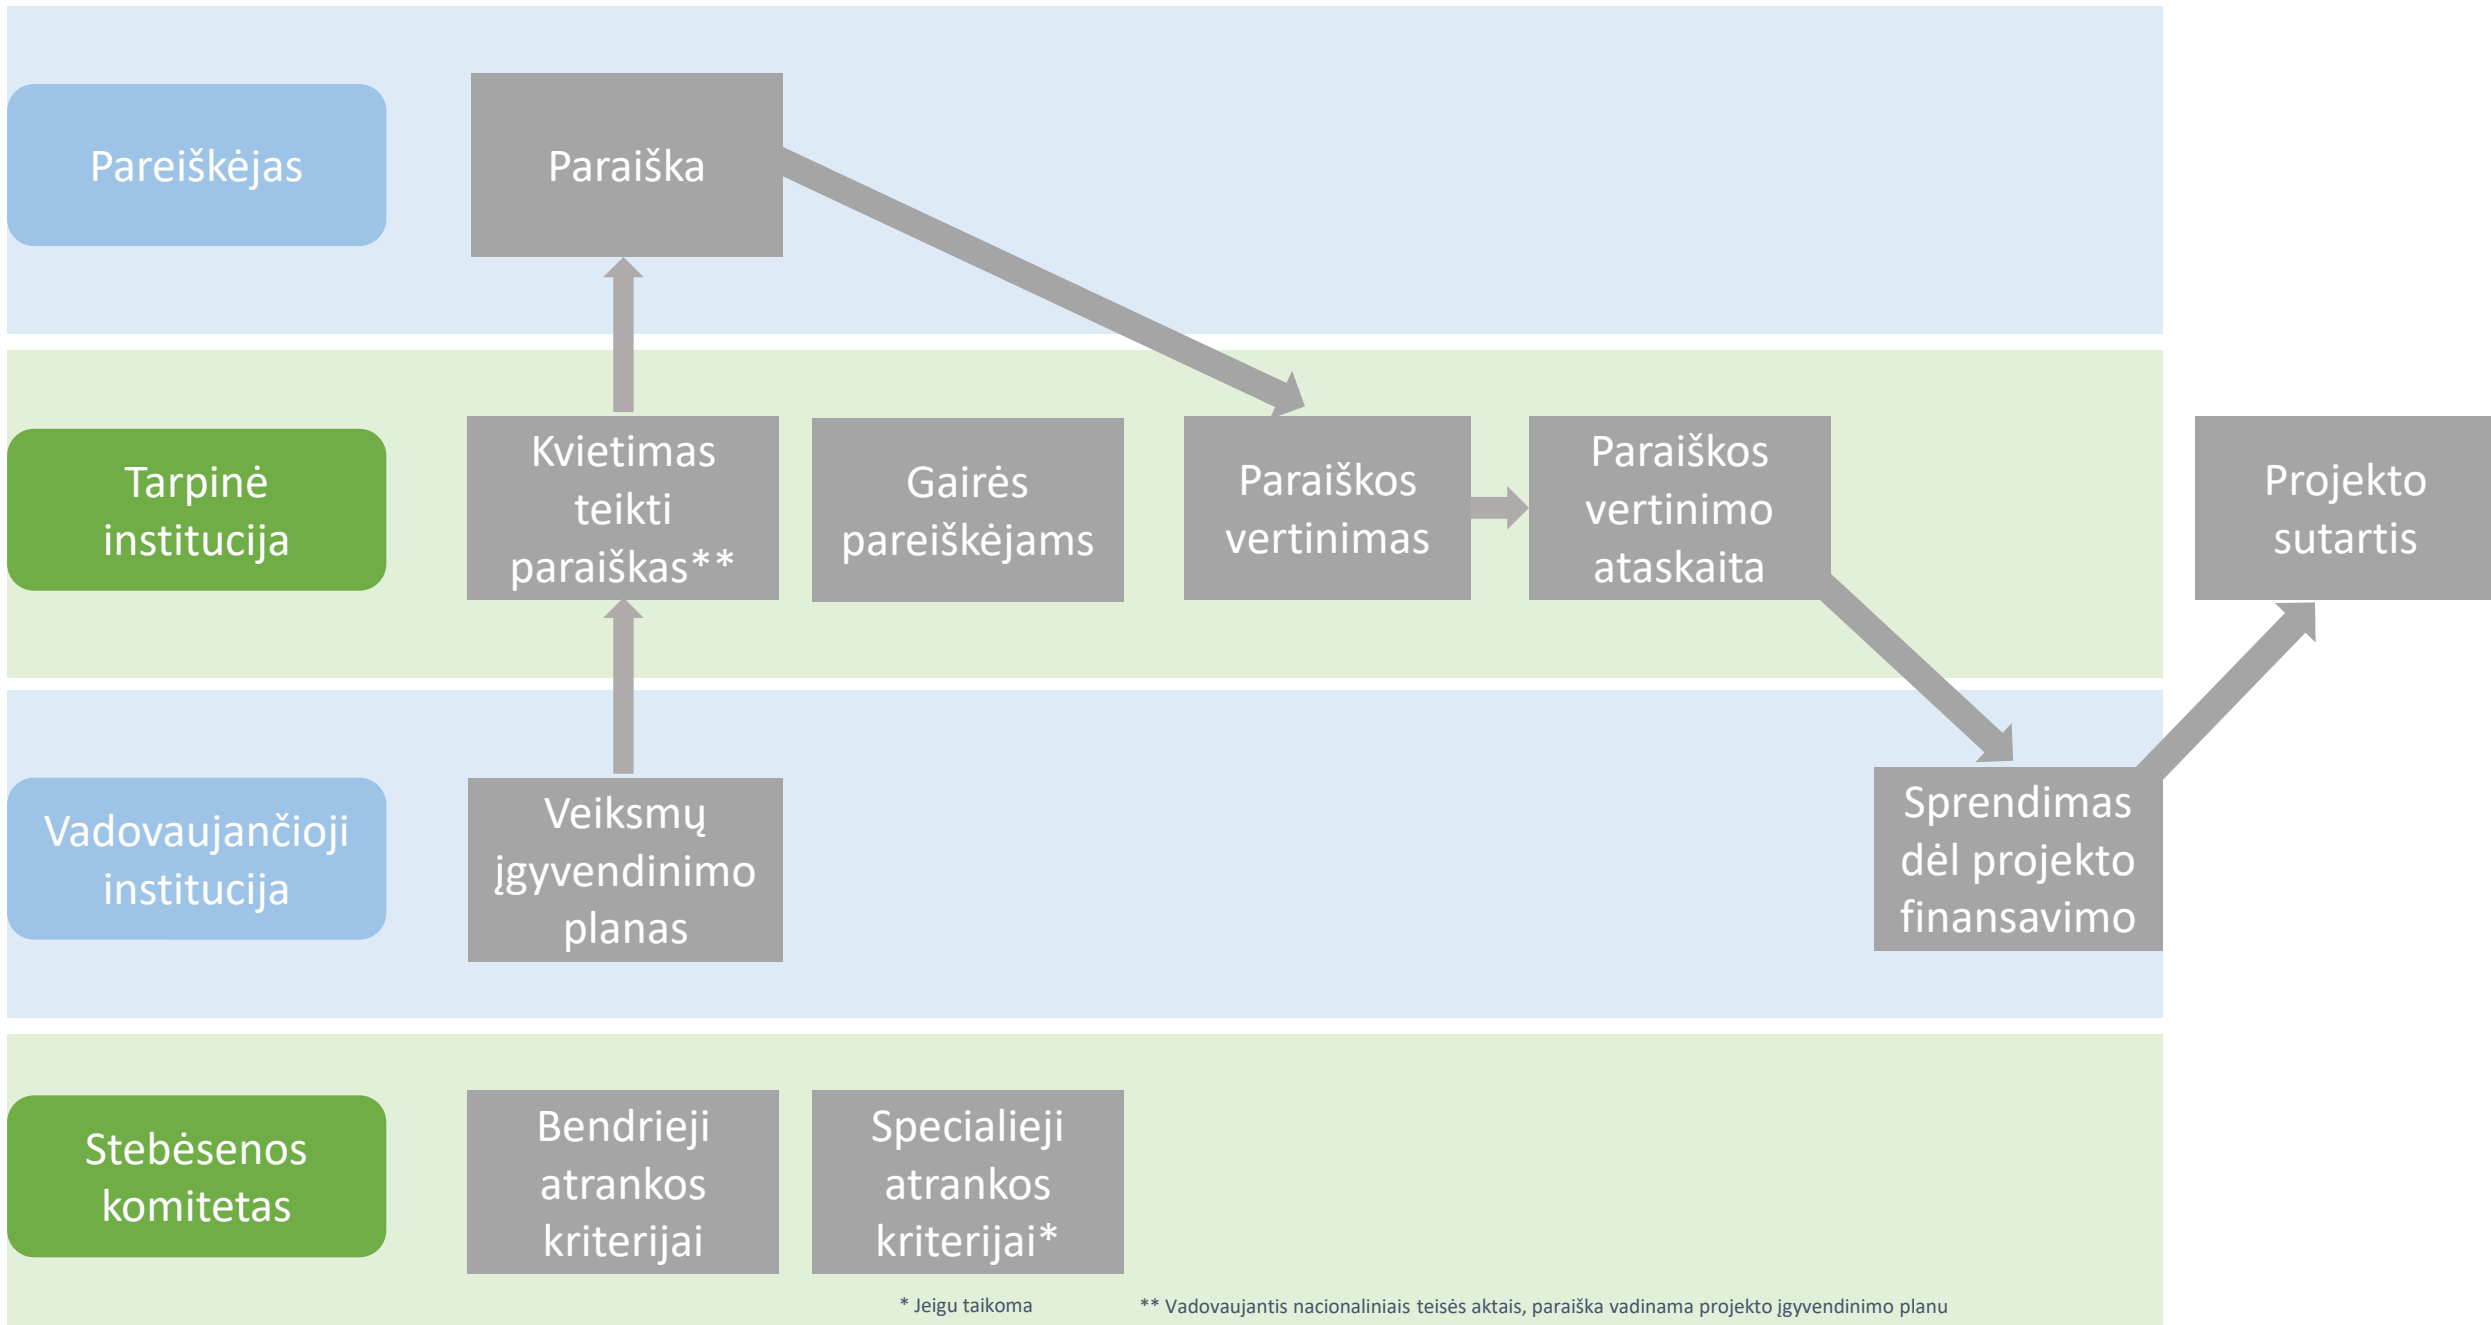 Pareiškėjas
Paraiška
Tarpinė
institucija
Kvietimas
teikti
paraiškas**
Gairės
pareiškėjams
Paraiškos
vertinimas
Paraiškos
vertinimo
ataskaita
Projekto
sutartis
Vadovaujančioji
institucija
Veiksmų
įgyvendinimo
planas
Sprendimas
dėl projekto
finansavimo
Stebėsenos
komitetas
Bendrieji
atrankos
kriterijai
Specialieji
atrankos
kriterijai*
* Jeigu taikoma
** Vadovaujantis nacionaliniais teisės aktais, paraiška vadinama projekto įgyvendinimo planu